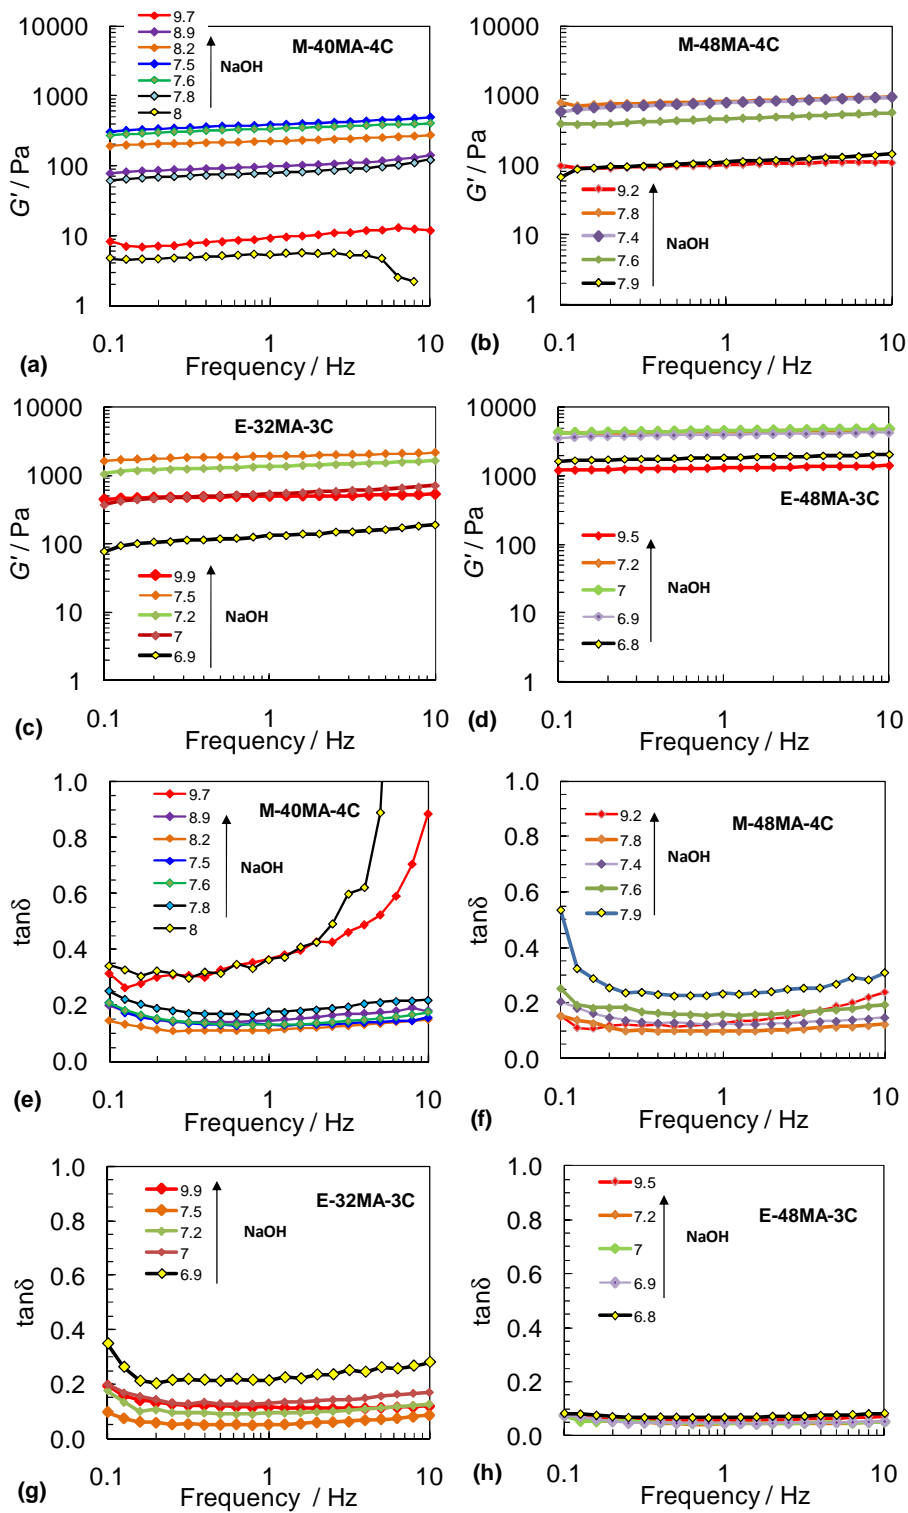 10000
1000
100
10
1
G' / Pa
9.7
8.9
8.2
7.5
7.6
7.8
8
NaOH
M-40MA-4C
0.1
1
10
Frequency / Hz
(a)
10000
1000
100
10
1
M-48MA-4C
9.2
7.8
7.4
7.6
7.9
NaOH
0.1
1
10
Frequency / Hz
(b)
10000
1000
100
10
1
G' / Pa
E-32MA-3C
9.9
7.5
7.2
7
6.9
NaOH
0.1
1
10
Frequency / Hz
(c)
10000
1000
100
10
1
G' / Pa
E-48MA-3C
9.5
7.2
7
6.9
6.8
NaOH
0.1
1
10
Frequency / Hz
(d)
1.0
0.8
0.6
0.4
0.2
0.0
tanδ
9.7
8.9
8.2
7.5
7.6
7.8
8
NaOH
M-40MA-4C
0.1
1
10
Frequency / Hz
(e)
1.0
0.8
0.6
0.4
0.2
0.0
tanδ
9.2
7.8
7.4
7.6
7.9
NaOH
M-48MA-4C
0.1
1
10
Frequency / Hz
(f)
1.0
0.8
0.6
0.4
0.2
0.0
tanδ
9.9
7.5
7.2
7
6.9
NaOH
E-32MA-3C
0.1
1
10
Frequency / Hz
(g)
1.0
0.8
0.6
0.4
0.2
0.0
tanδ
9.5
7.2
7
6.9
6.8
NaOH
E-48MA-3C
0.1
1
10
Frequency / Hz
(h)